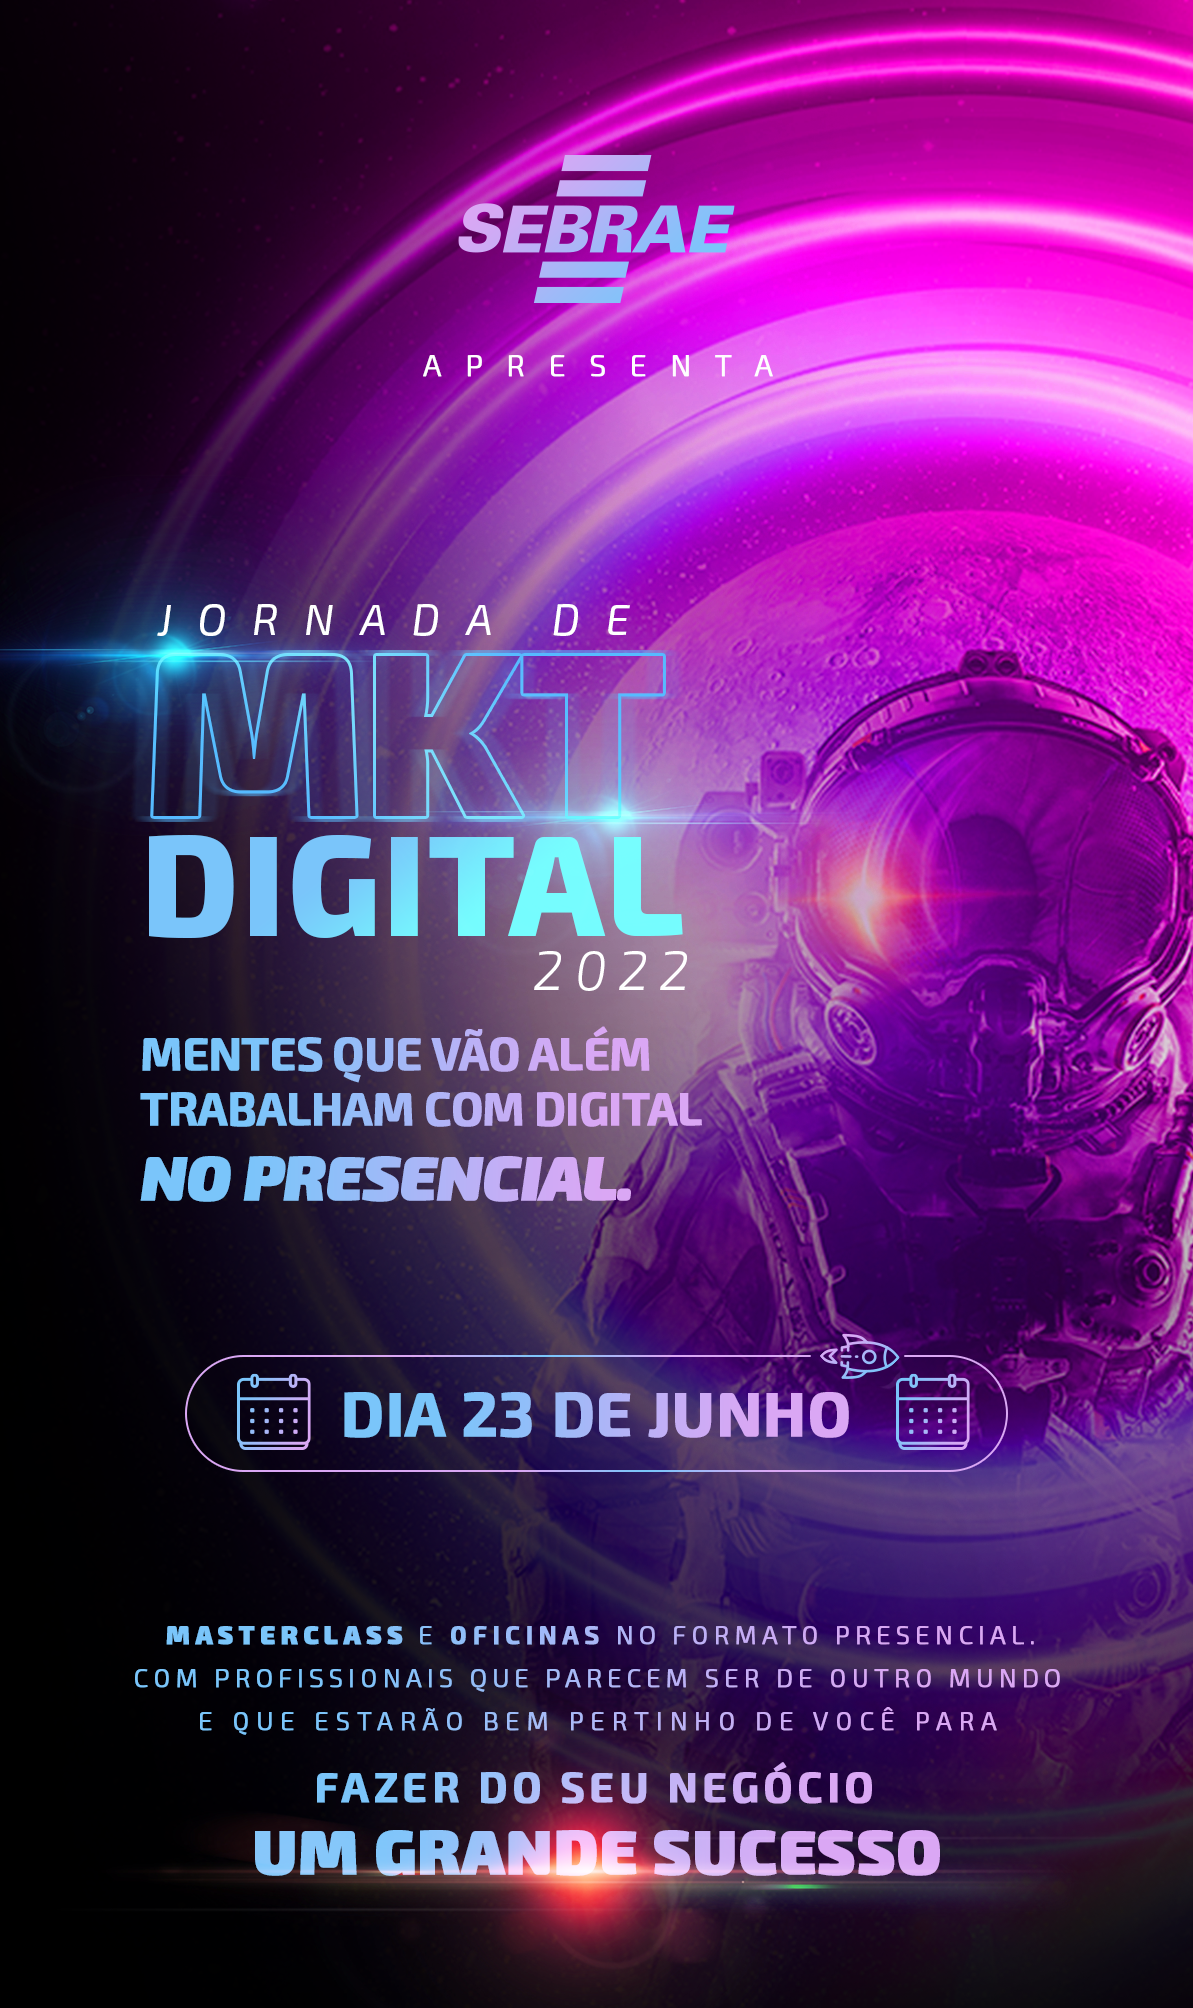 SEBRAE
APRESENTA
JORNADA DE
MKT
DIGITAL
2022
MENTES QUE VÃO ALÉM
TRABALHAM COM DIGITAL
NO PRESENCIAL.
DIA 23 DE JUNHO
MASTERCLASS E OFICINAS NO FORMATO PRESENCIAL.
COM PROFISSIONAIS QUE PARECEM SER DE OUTRO MUNDO
E QUE ESTARÃO BEM PERTINHO DE VOCÊ PARA
FAZER DO SEU NEGÓCIO
UM GRANDE SUCESSO